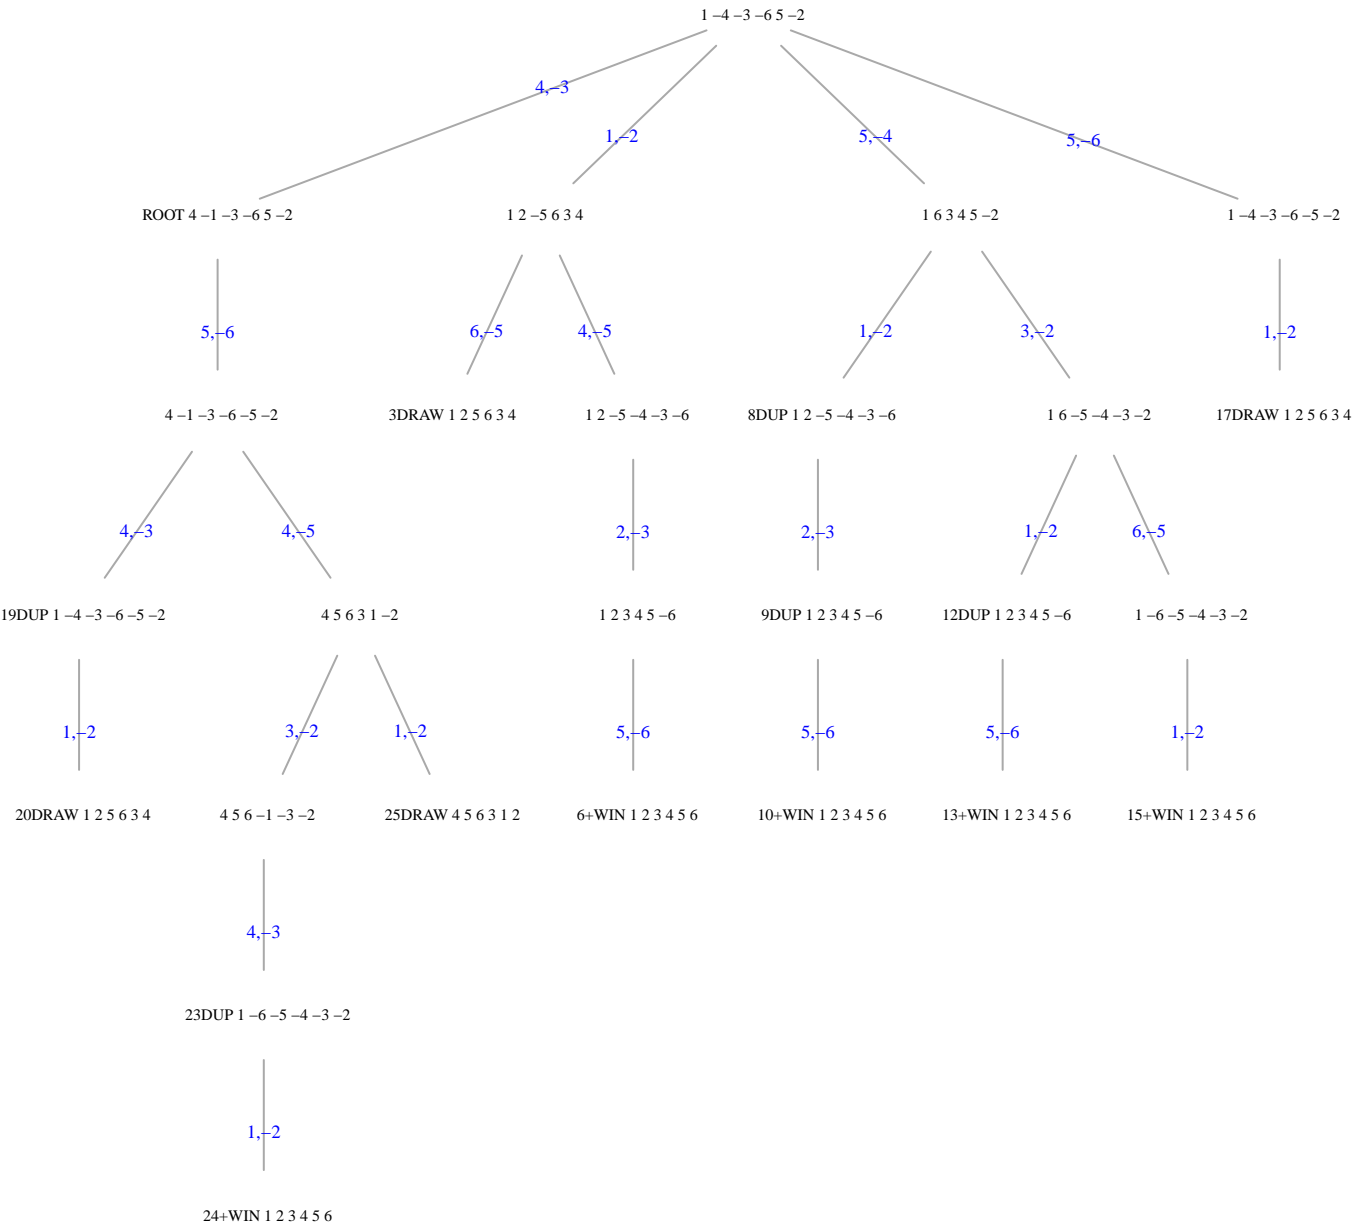 1 –4 –3 –6 5 –2
4,–3
1,–2
5,–4
5,–6
ROOT 4 –1 –3 –6 5 –2
1 2 –5 6 3 4
1 6 3 4 5 –2
1 –4 –3 –6 –5 –2
5,–6
6,–5
4,–5
1,–2
3,–2
1,–2
4 –1 –3 –6 –5 –2
3DRAW 1 2 5 6 3 4
1 2 –5 –4 –3 –6
8DUP 1 2 –5 –4 –3 –6
1 6 –5 –4 –3 –2
17DRAW 1 2 5 6 3 4
4,–3
4,–5
2,–3
2,–3
1,–2
6,–5
19DUP 1 –4 –3 –6 –5 –2
4 5 6 3 1 –2
1 2 3 4 5 –6
9DUP 1 2 3 4 5 –6
12DUP 1 2 3 4 5 –6
1 –6 –5 –4 –3 –2
1,–2
3,–2
1,–2
5,–6
5,–6
5,–6
1,–2
20DRAW 1 2 5 6 3 4
4 5 6 –1 –3 –2
25DRAW 4 5 6 3 1 2
6+WIN 1 2 3 4 5 6
10+WIN 1 2 3 4 5 6
13+WIN 1 2 3 4 5 6
15+WIN 1 2 3 4 5 6
4,–3
23DUP 1 –6 –5 –4 –3 –2
1,–2
24+WIN 1 2 3 4 5 6